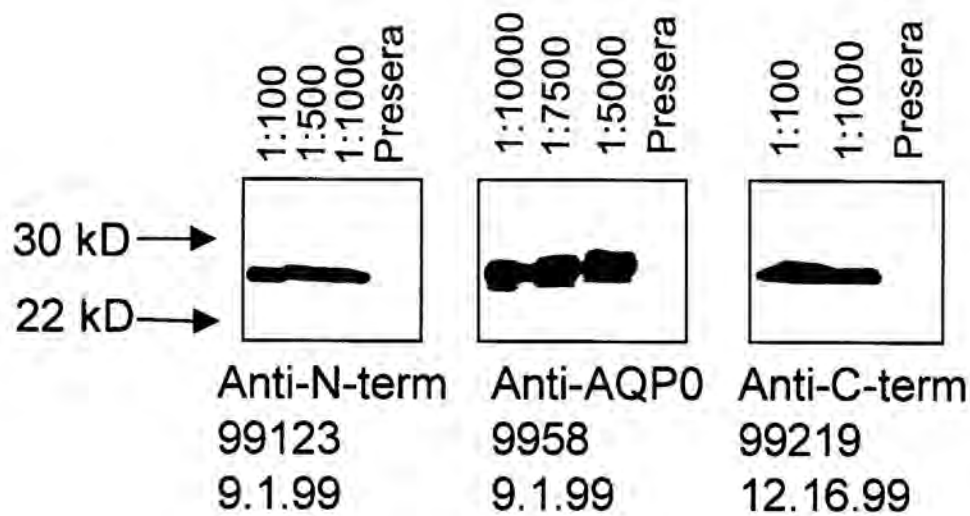 1:100
1:500
1:1000
Presera
1:10000
1:7500
1:5000
Presera
1:100
1:1000
Presera
30 kD
22 kD
Anti-N-term
99123
9.1.99
Anti-AQP0
9958
9.1.99
Anti-C-term
99219
12.16.99